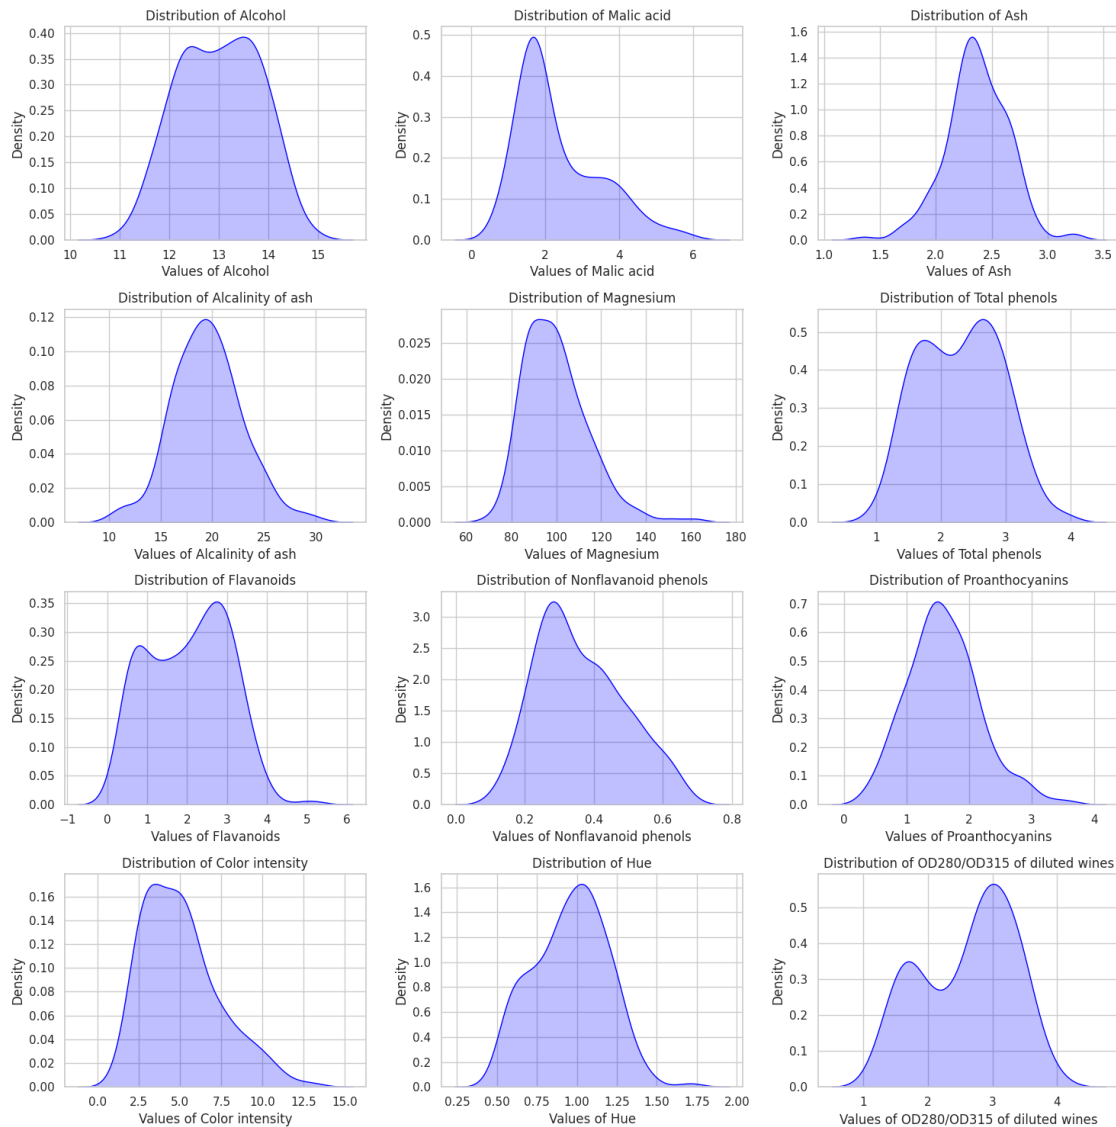 Distribution of Alcohol
0.40
0.35
0.30
0.25
0.20
0.15
0.10
0.05
0.00
Density
10 11 12 13 14 15
Values of Alcohol
Distribution of Malic acid
0.5
0.4
0.3
0.2
0.1
0.0
Density
0 2 4 6
Values of Malic acid
Distribution of Ash
1.6
1.4
1.2
1.0
0.8
0.6
0.4
0.2
0.0
Density
1.0 1.5 2.0 2.5 3.0 3.5
Values of Ash
Distribution of Alcalinity of ash
0.12
0.10
0.08
0.06
0.04
0.02
0.00
Density
10 15 20 25 30
Values of Alcalinity of ash
Distribution of Magnesium
0.025
0.020
0.015
0.010
0.005
0.000
Density
60 80 100 120 140 160 180
Values of Magnesium
Distribution of Total phenols
0.5
0.4
0.3
0.2
0.1
0.0
Density
1 2 3 4
Values of Total phenols
Distribution of Flavanoids
0.35
0.30
0.25
0.20
0.15
0.10
0.05
0.00
Density
−1 0 1 2 3 4 5 6
Values of Flavanoids
Distribution of Nonflavanoid phenols
3.0
2.5
2.0
1.5
1.0
0.5
0.0
Density
0.0 0.2 0.4 0.6 0.8
Values of Nonflavanoid phenols
Distribution of Proanthocyanins
0.7
0.6
0.5
0.4
0.3
0.2
0.1
0.0
Density
0 1 2 3 4
Values of Proanthocyanins
Distribution of Color intensity
0.16
0.14
0.12
0.10
0.08
0.06
0.04
0.02
0.00
Density
0.0 2.5 5.0 7.5 10.0 12.5 15.0
Values of Color intensity
Distribution of Hue
1.6
1.4
1.2
1.0
0.8
0.6
0.4
0.2
0.0
Density
0.25 0.50 0.75 1.00 1.25 1.50 1.75 2.00
Values of Hue
Distribution of OD280/OD315 of diluted wines
0.5
0.4
0.3
0.2
0.1
0.0
Density
1 2 3 4
Values of OD280/OD315 of diluted wines